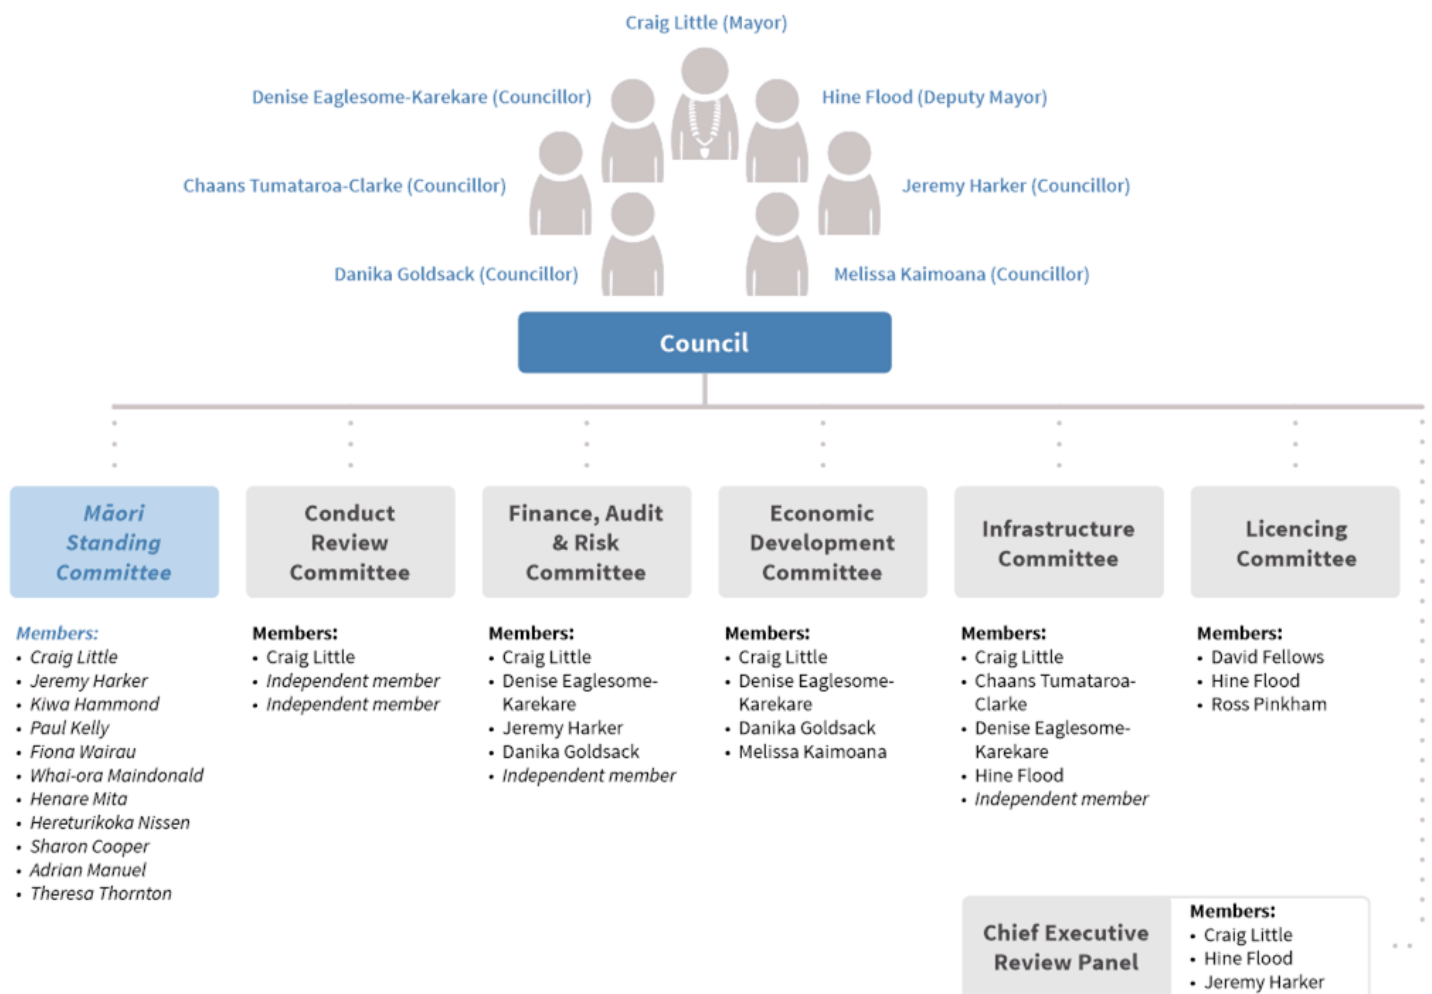 Craig Little (Mayor)
Denise Eaglesome-Karekare (Councillor)
Hine Flood (Deputy Mayor)
Chaans Tumataroa-Clarke (Councillor)
Jeremy Harker (Councillor)
Danika Goldsack (Councillor)
Melissa Kaimoana (Councillor)
Council
Māori
Standing
Committee
Members:
• Craig Little
• Jeremy Harker
• Kiwa Hammond
• Paul Kelly
• Fiona Wairau
• Whai-ora Maindonald
• Henare Mita
• Hereturikoka Nissen
• Sharon Cooper
• Adrian Manuel
• Theresa Thornton
Conduct
Review
Committee
Members:
• Craig Little
• Independent member
• Independent member
Finance, Audit
& Risk
Committee
Members:
• Craig Little
• Denise Eaglesome-
Karekare
• Jeremy Harker
• Danika Goldsack
• Independent member
Economic
Development
Committee
Members:
• Craig Little
• Denise Eaglesome-
Karekare
• Danika Goldsack
• Melissa Kaimoana
Infrastructure
Committee
Members:
• Craig Little
• Chaans Tumataroa-
Clarke
• Denise Eaglesome-
Karekare
• Hine Flood
• Independent member
Licencing
Committee
Members:
• David Fellows
• Hine Flood
• Ross Pinkham
Chief Executive
Review Panel
Members:
• Craig Little
• Hine Flood
• Jeremy Harker